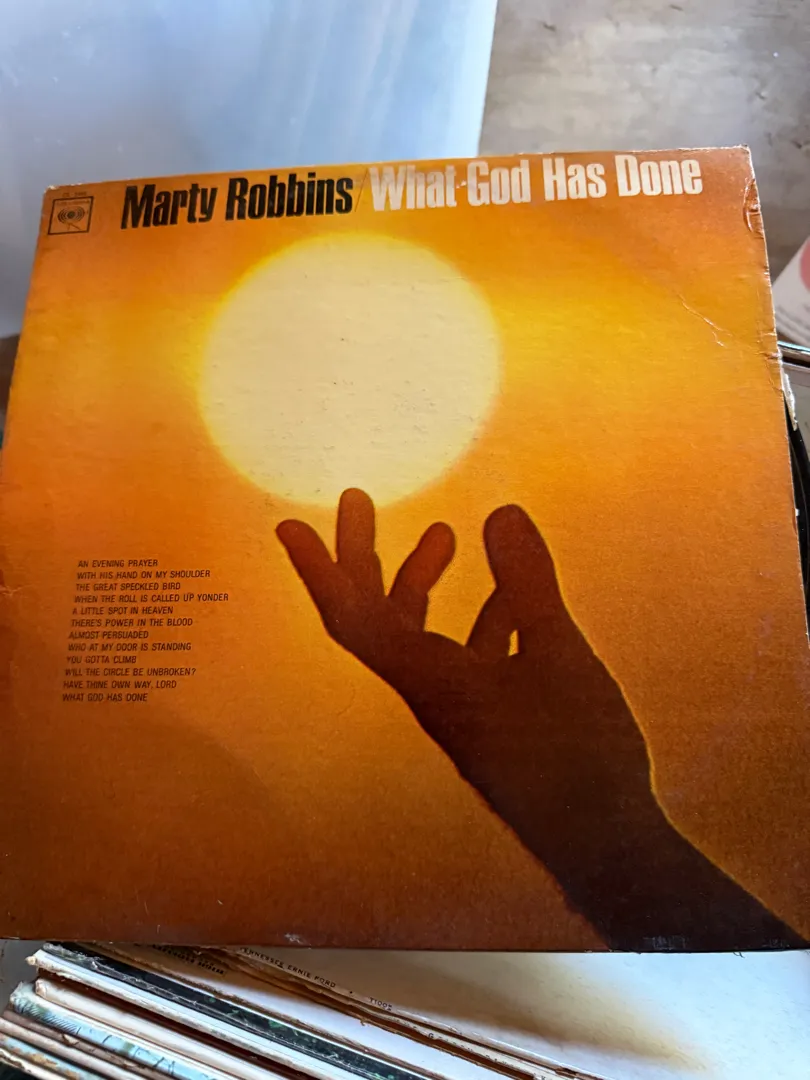 Marty Robbins/What God Has Done
AN EVENING PRAYER
WITH HIS HAND ON MY SHOULDER
THE GREAT SPECKLED BIRD
WHEN THE ROLL IS CALLED UP YONDER
A LITTLE SPOT IN HEAVEN
THERE'S POWER IN THE BLOOD
ALMOST PERSUADED
WHO AT MY DOOR IS STANDING
YOU GOTTA CLIMB
WILL THE CIRCLE BE UNBROKEN?
HAVE THINE OWN WAY, LORD
WHAT GOD HAS DONE
TENNESSEE ERNIE FORD